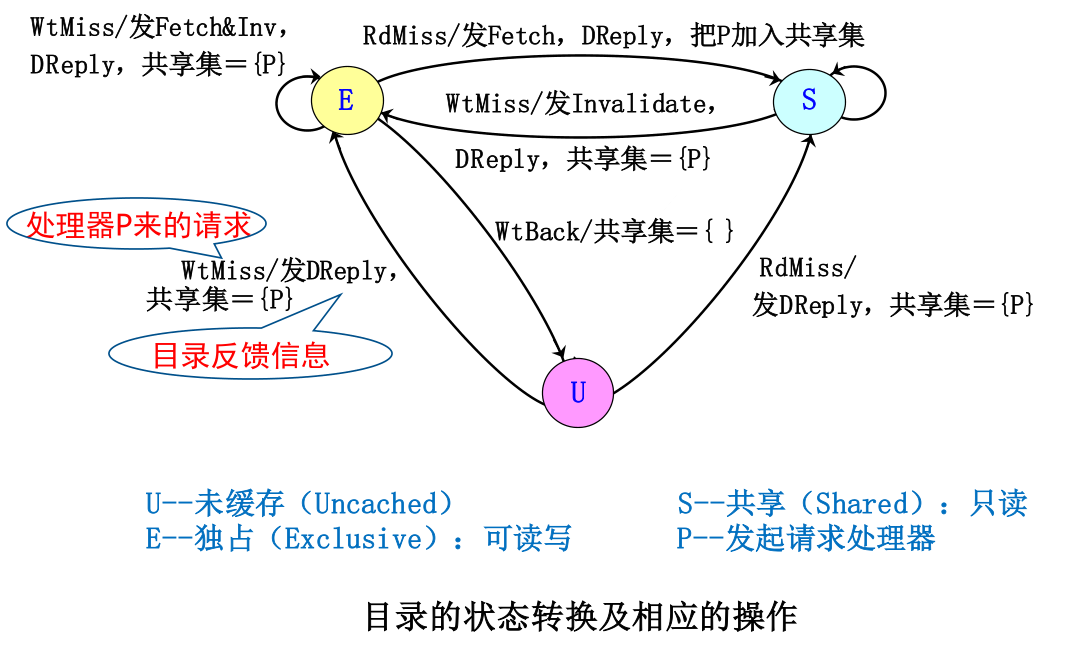 WtMiss/发Fetch&Inv，
DReply，共享集＝{P}
RdMiss/发Fetch，DReply，把P加入共享集
E
S
WtMiss/发Invalidate，
DReply，共享集＝{P}
处理器P来的请求
WtBack/共享集＝{ }
WtMiss/发DReply，
共享集＝{P}
RdMiss/
发DReply，共享集＝{P}
目录反馈信息
U
U--未缓存（Uncached）
S--共享（Shared）：只读
E--独占（Exclusive）：可读写
P--发起请求处理器
目录的状态转换及相应的操作